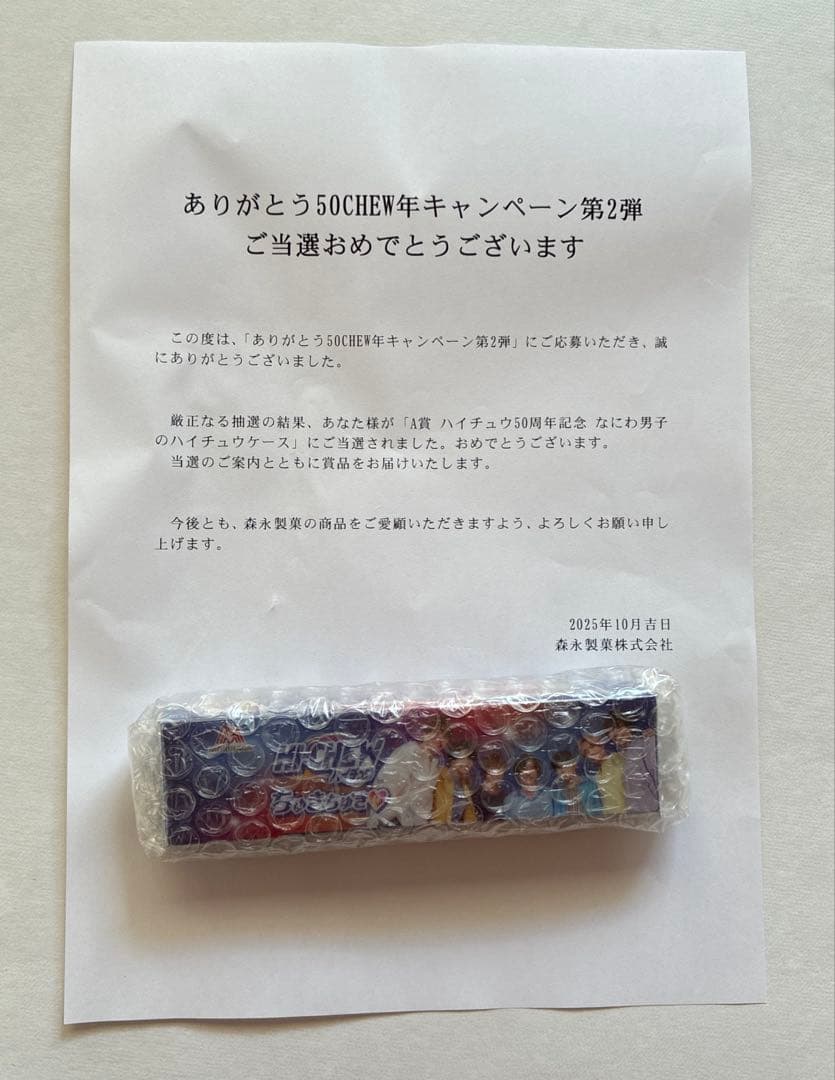 ありがとう50CHEW年キャンペーン第2弾
ご当選おめでとうございます
この度は、「ありがとう50CHEW年キャンペーン第2弾」にご応募いただき、誠
にありがとうございました。
厳正なる抽選の結果、あなた様が「A賞 ハイチュウ50周年記念 なにわ男子
のハイチュウケース」にご当選されました。おめでとうございます。
当選のご案内とともに賞品をお届けいたします。
今後とも、森永製菓の商品をご愛顧いただきますよう、よろしくお願い申し
上げます。
2025年10月吉日
森永製菓株式会社
HI-CHEW